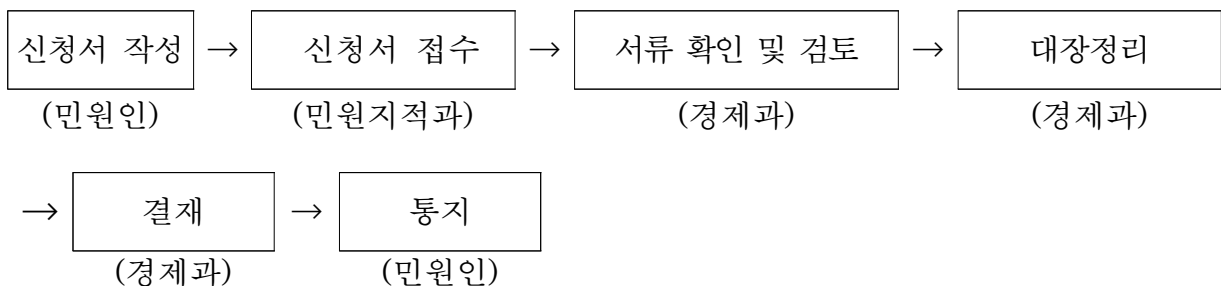 신청서 작성 → 신청서 접수 → 서류 확인 및 검토 → 대장정리
(민원인) (민원지적과) (경제과) (경제과)
→ 결재 → 통지
(경제과) (민원인)